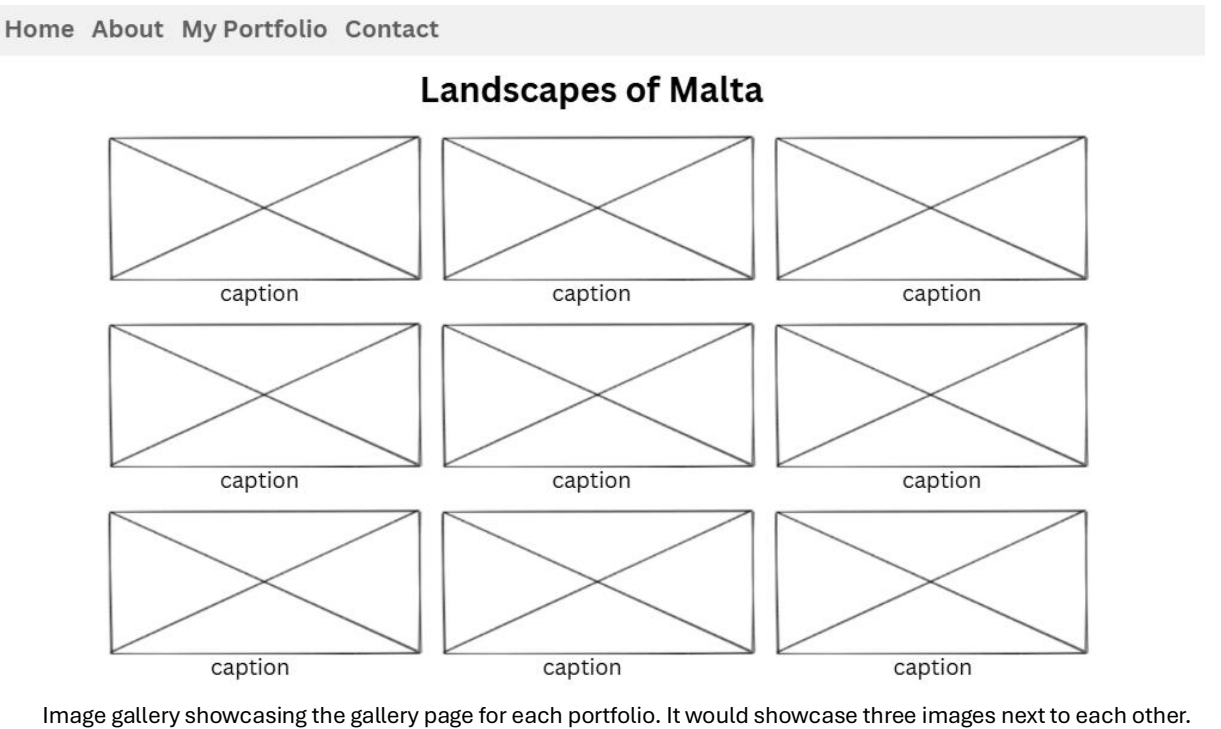 Home About My Portfolio Contact
Landscapes of Malta
caption caption caption
caption caption caption
caption caption caption
Image gallery showcasing the gallery page for each portfolio. It would showcase three images next to each other.